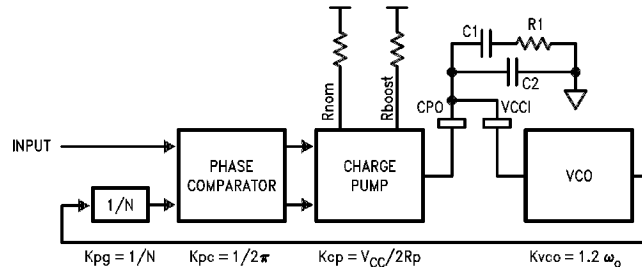 C1
R1
C2
Rnom
Rboost
CPO
VCCI
INPUT
PHASE
COMPARATOR
CHARGE
PUMP
VCO
1/N
Kpg = 1/N
Kpc = 1/2π
Kcp = VCC/2Rp
Kvco = 1.2 ωo